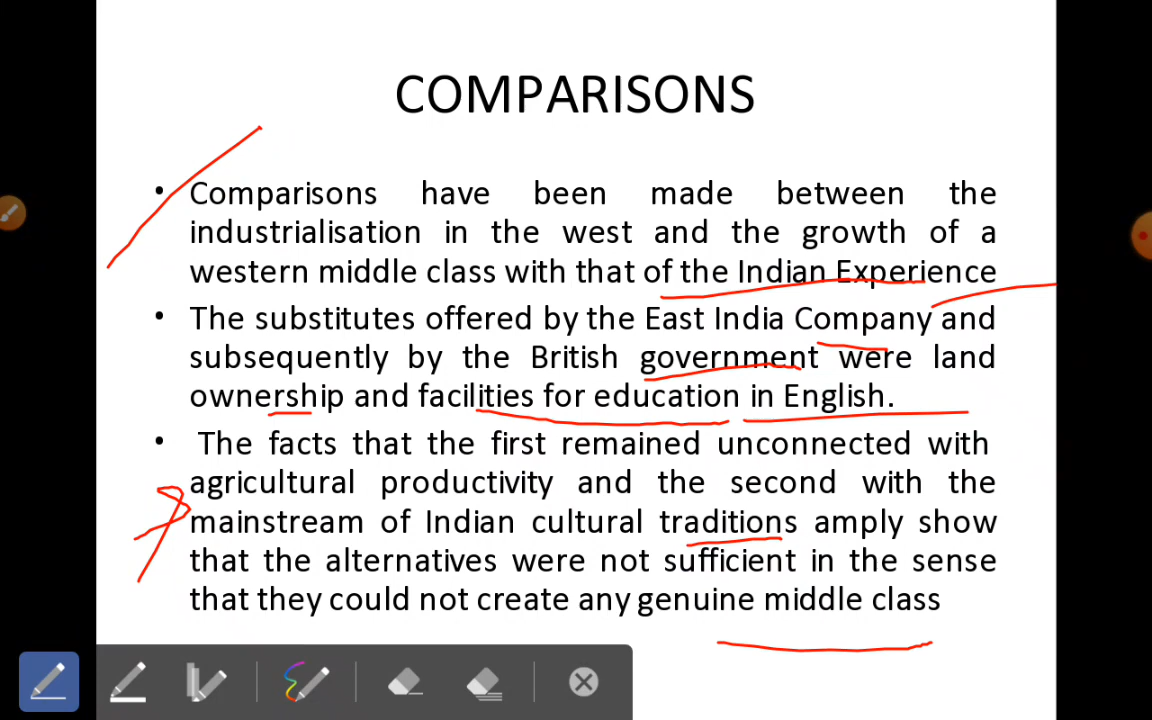 COMPARISONS
• Comparisons have been made between the
industrialisation in the west and the growth of a
western middle class with that of the Indian Experience
• The substitutes offered by the East India Company and
subsequently by the British government were land
ownership and facilities for education in English.
• The facts that the first remained unconnected with
agricultural productivity and the second with the
mainstream of Indian cultural traditions amply show
that the alternatives were not sufficient in the sense
that they could not create any genuine middle class